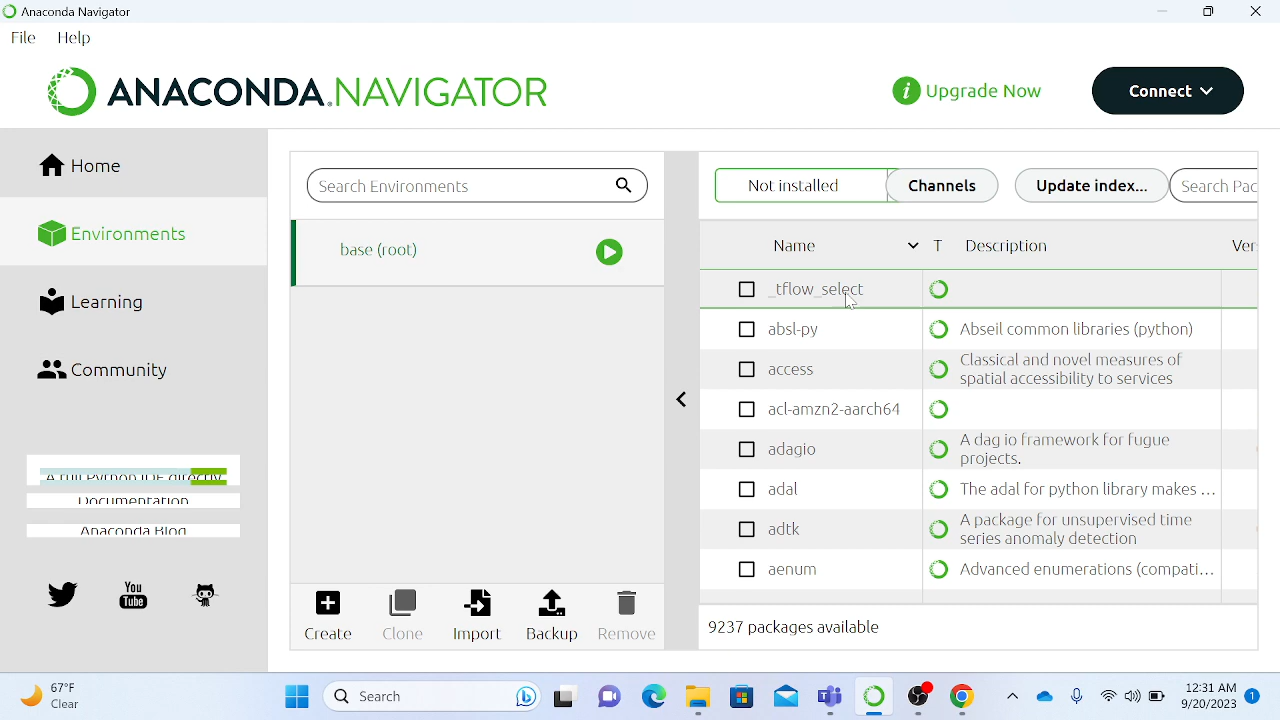 Anaconda Navigator
File Help
ANACONDA.NAVIGATOR
Upgrade Now
Connect
Home
Environments
Learning
Community
Documentation
Anaconda Blog
You
Tube
Search Environments
base (root)
Create Clone Import Backup Remove
Not installed Channels Update index... Search Pac
Name T Description Ver
_tflow_select
absl-py Abseil common libraries (python)
access Classical and novel measures of
spatial accessibility to services
acl-amzn2-aarch64
adagio A dag io framework for fugue
projects.
adal The adal for python library makes ...
adtk A package for unsupervised time
series anomaly detection
aenum Advanced enumerations (compati...
9237 packages available
67°F
Clear
Search
12:31 AM
9/20/2023
1